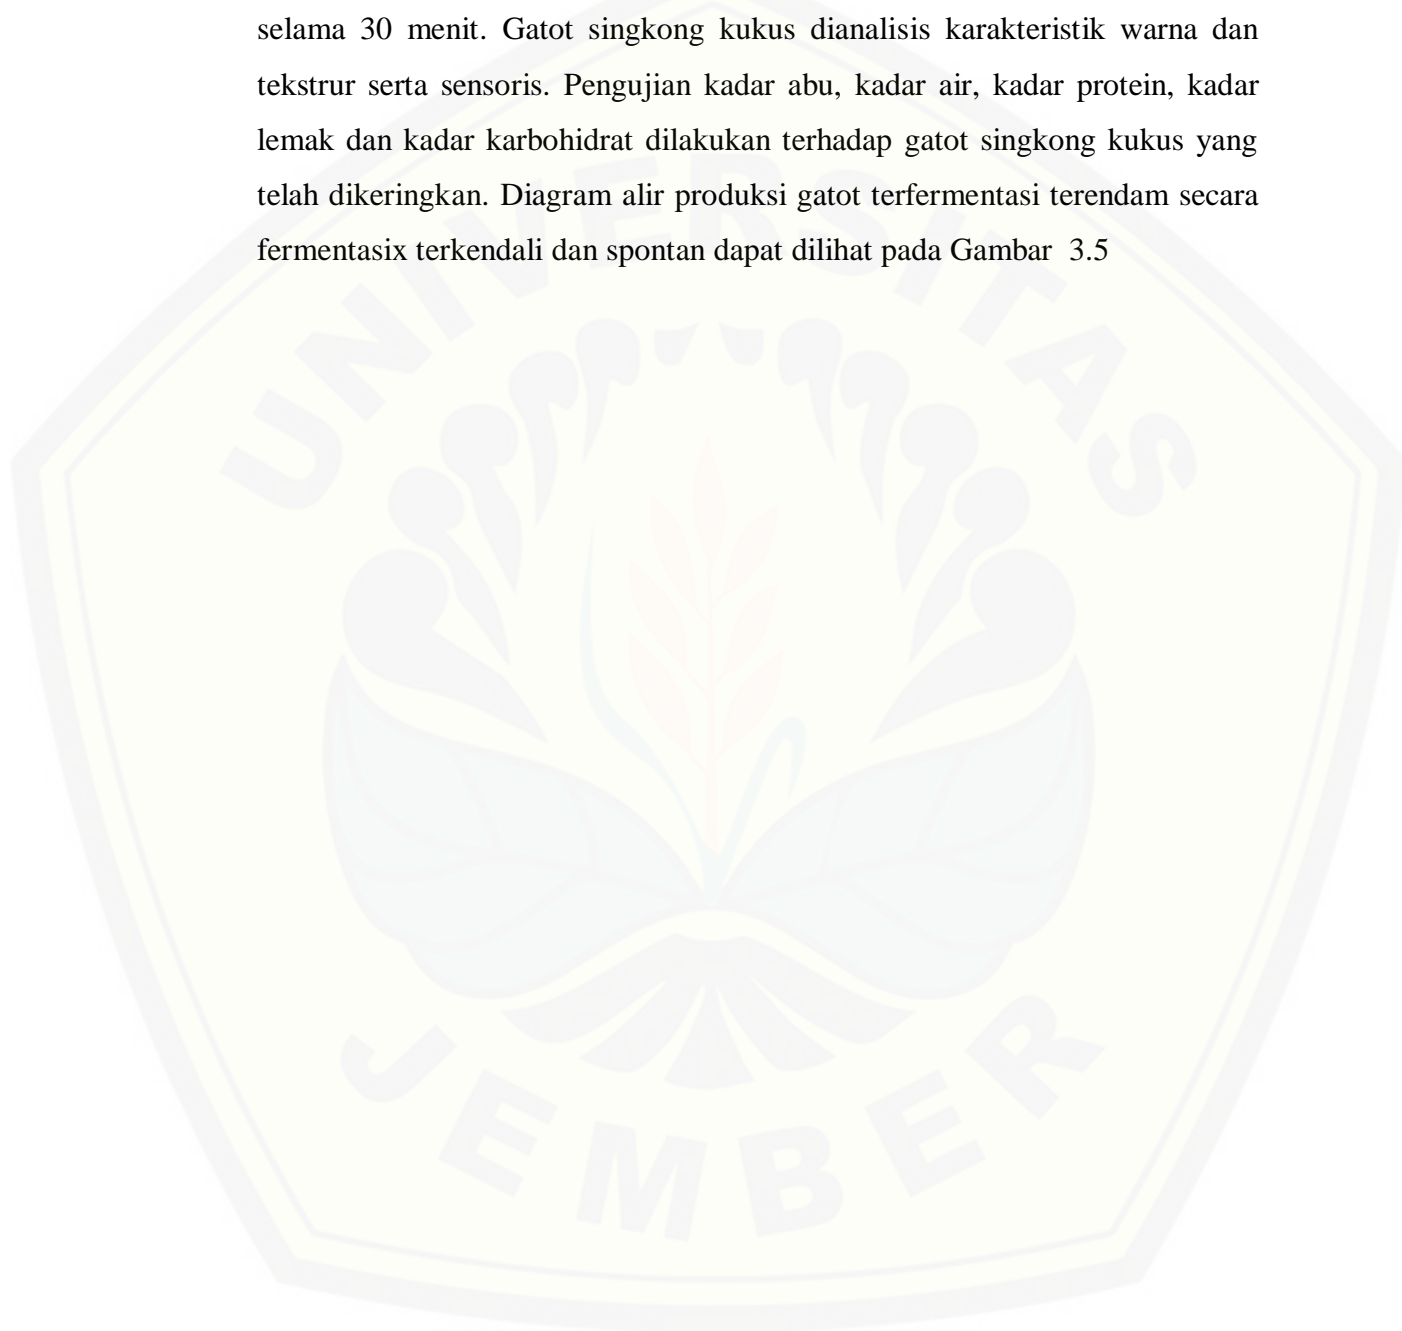 selama 30 menit. Gatot singkong kukus dianalisis karakteristik warna dan
tekstrur serta sensoris. Pengujian kadar abu, kadar air, kadar protein, kadar
lemak dan kadar karbohidrat dilakukan terhadap gatot singkong kukus yang
telah dikeringkan. Diagram alir produksi gatot terfermentasi terendam secara
fermentasix terkendali dan spontan dapat dilihat pada Gambar  3.5
UNIVERSITAS
JEMBER